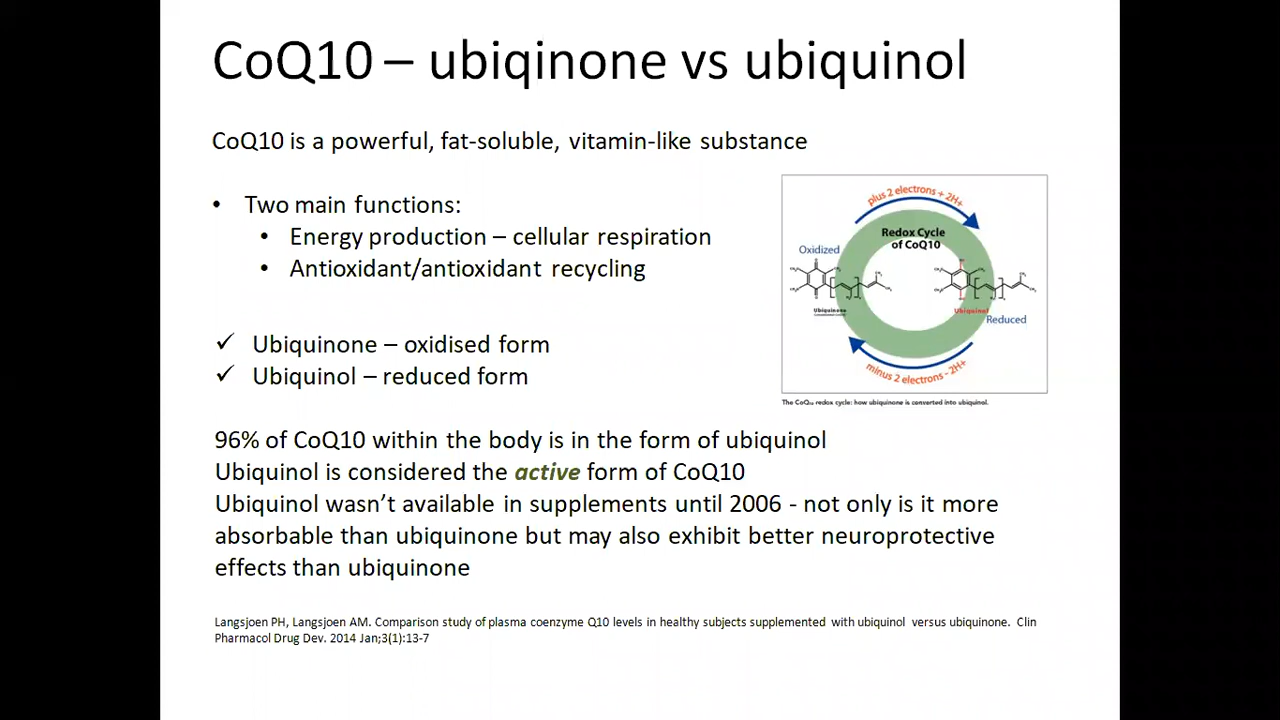 CoQ10 – ubiqinone vs ubiquinol
CoQ10 is a powerful, fat-soluble, vitamin-like substance
• Two main functions:
• Energy production – cellular respiration
• Antioxidant/antioxidant recycling
plus 2 electrons + 2H+
Redox Cycle
of CoQ10
Oxidized
Ubiquinone
Ubiquinol
Reduced
minus 2 electrons - 2H+
The CoQ₁₀ redox cycle: how ubiquinone is converted into ubiquinol.
✓ Ubiquinone – oxidised form
✓ Ubiquinol – reduced form
96% of CoQ10 within the body is in the form of ubiquinol
Ubiquinol is considered the active form of CoQ10
Ubiquinol wasn’t available in supplements until 2006 - not only is it more
absorbable than ubiquinone but may also exhibit better neuroprotective
effects than ubiquinone
Langsjoen PH, Langsjoen AM. Comparison study of plasma coenzyme Q10 levels in healthy subjects supplemented with ubiquinol versus ubiquinone. Clin
Pharmacol Drug Dev. 2014 Jan;3(1):13-7